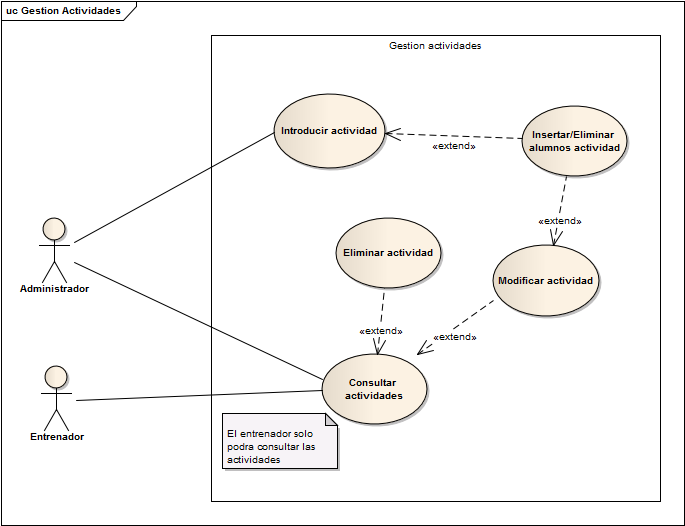 uc Gestion Actividades
Gestion actividades
Introducir actividad
Insertar/Eliminar
alumnos actividad
«extend»
«extend»
Eliminar actividad
Modificar actividad
Administrador
«extend»
«extend»
Consultar
actividades
Entrenador
El entrenador solo
podra consultar las
actividades